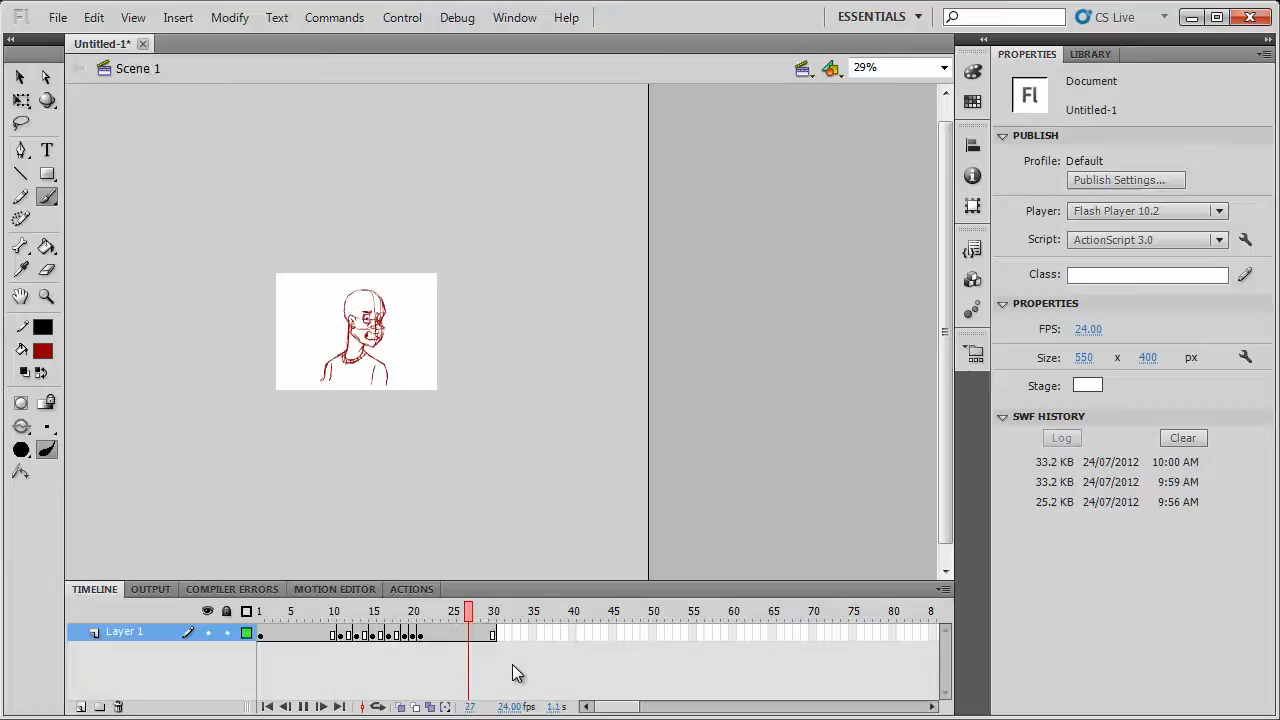 Fl File Edit View Insert Modify Text Commands Control Debug Window Help ESSENTIALS CS Live
Untitled-1*
Scene 1 29%
PROPERTIES LIBRARY
Document
Fl
Untitled-1
PUBLISH
Profile: Default
Publish Settings...
Player: Flash Player 10.2
Script: ActionScript 3.0
Class:
PROPERTIES
FPS: 24.00
Size: 550 x 400 px
Stage:
SWF HISTORY
Log Clear
33.2 KB 24/07/2012 10:00 AM
33.2 KB 24/07/2012 9:59 AM
25.2 KB 24/07/2012 9:56 AM
TIMELINE OUTPUT COMPILER ERRORS MOTION EDITOR ACTIONS
1 5 10 15 20 25 30 35 40 45 50 55 60 65 70 75 80 8
Layer 1
27 24.00fps 1.1s